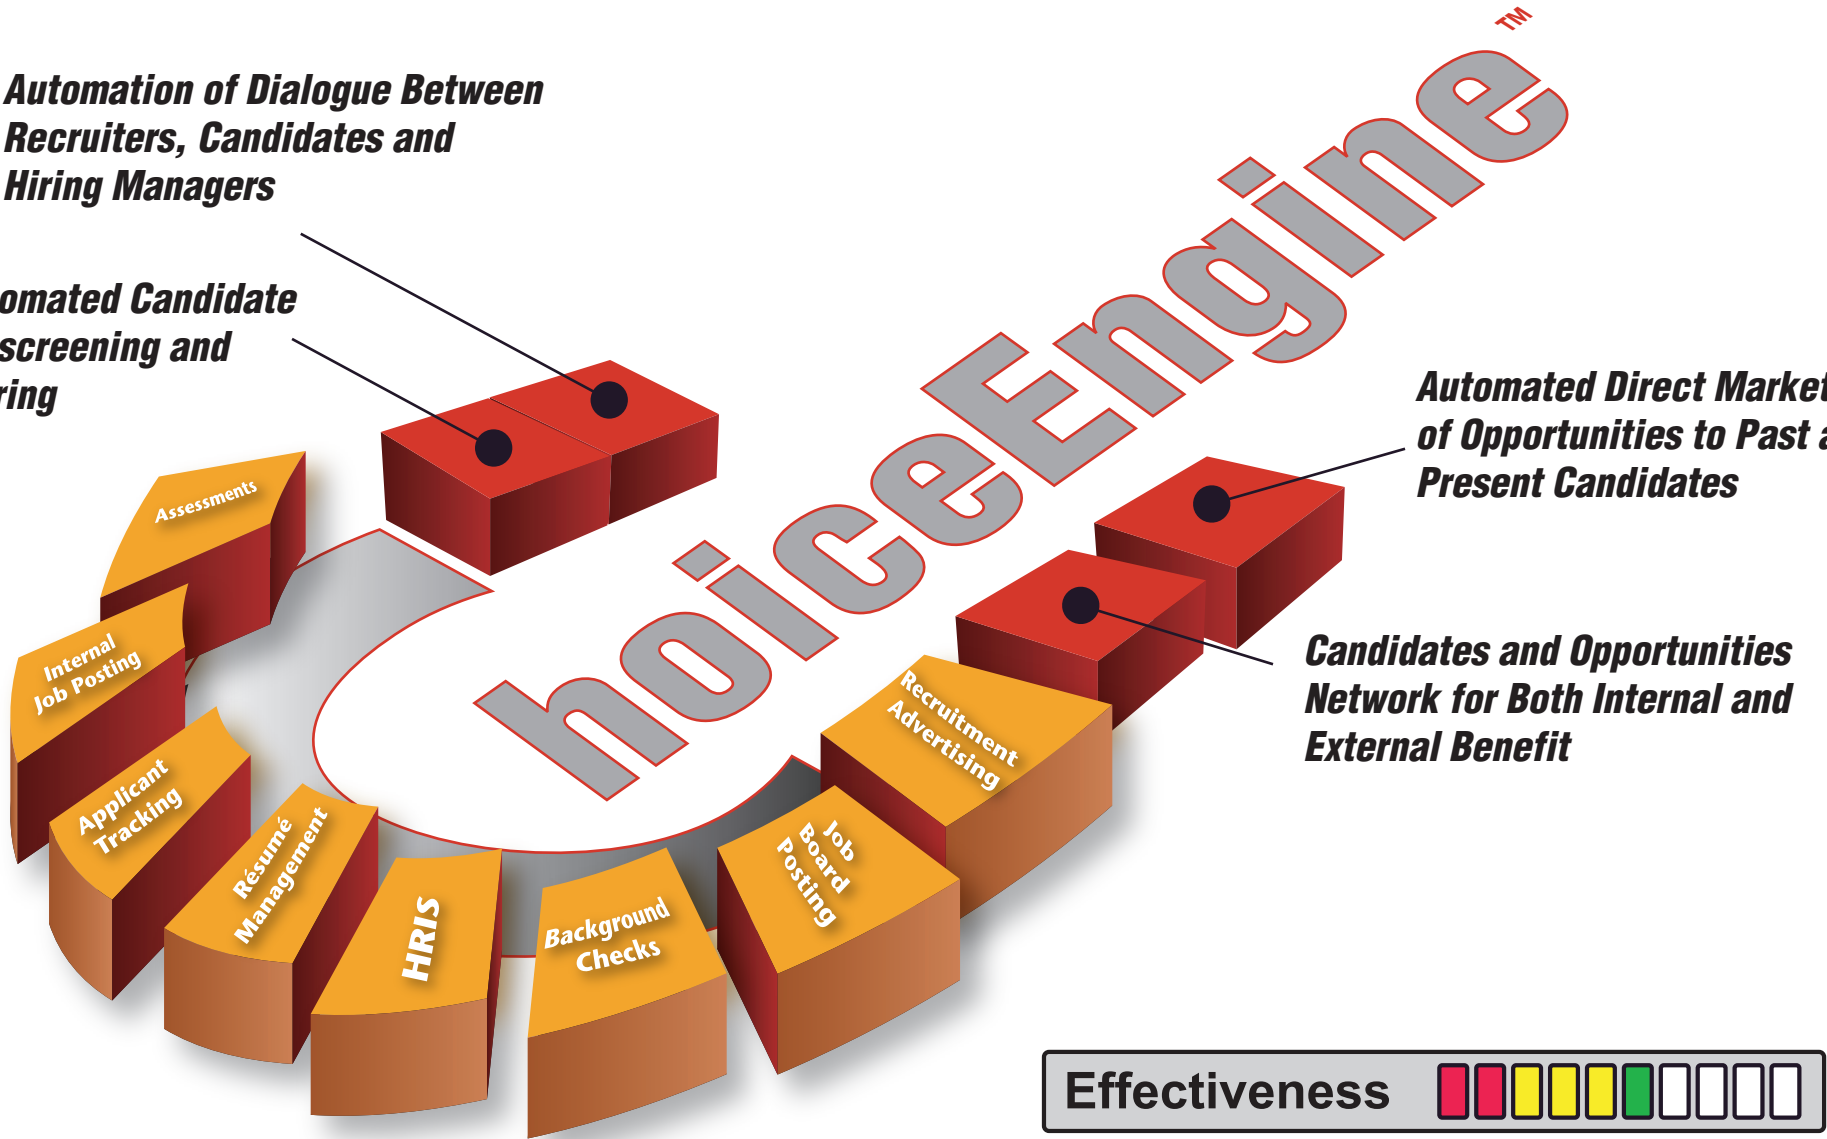 Automation of Dialogue Between
Recruiters, Candidates and
Hiring Managers
omated Candidate
screening and
ring
hoiceEngine™
Automated Direct Market
of Opportunities to Past a
Present Candidates
Candidates and Opportunities
Network for Both Internal and
External Benefit
Assessments
Internal
Job Posting
Applicant
Tracking
Résumé
Management
HRIS
Background
Checks
Job
Board
Posting
Recruitment
Advertising
Effectiveness